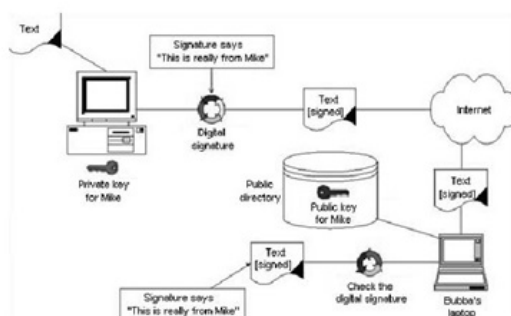 Text
Signature says
"This is really from Mike"
Text
[signed]
Internet
Digital
signature
Private key
for Mike
Public
directory
Public key
for Mike
Text
[signed]
Text
[signed]
Signature says
"This is really from Mike"
Check the
digital signature
Bubba's
laptop